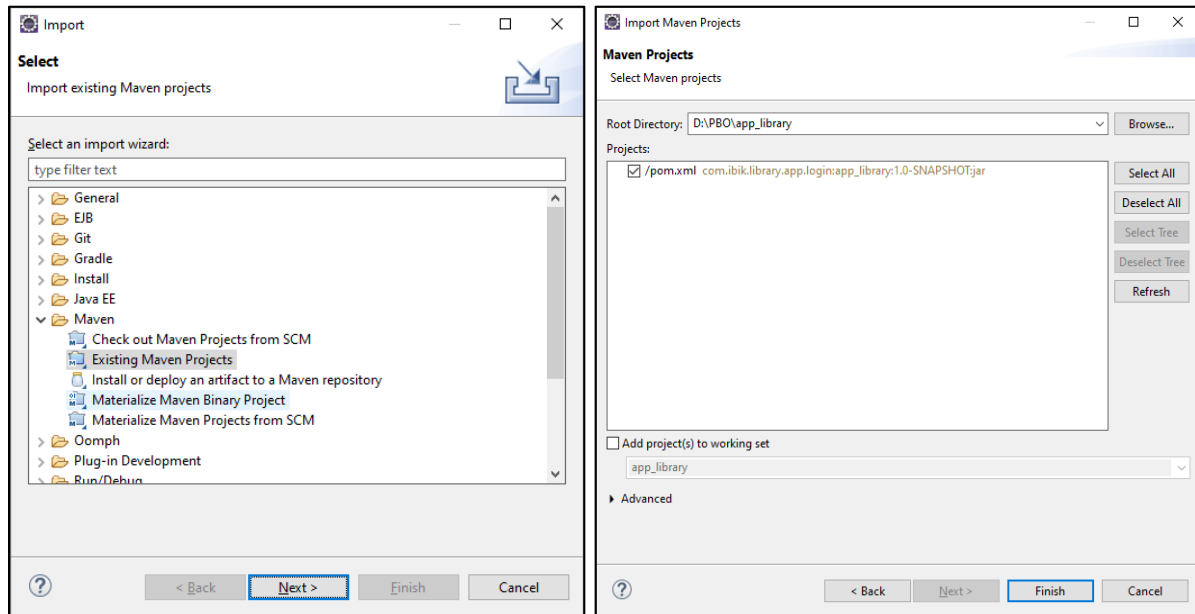 Import
Select
Import existing Maven projects
Select an import wizard:
type filter text
General
EJB
Git
Gradle
Install
Java EE
Maven
Check out Maven Projects from SCM
Existing Maven Projects
Install or deploy an artifact to a Maven repository
Materialize Maven Binary Project
Materialize Maven Projects from SCM
Oomph
Plug-in Development
Run/Debug
< Back Next > Finish Cancel
Import Maven Projects
Maven Projects
Select Maven projects
Root Directory: D:\PBO\app_library Browse...
Projects:
/pom.xml com.ibik.library.app.login:app_library:1.0-SNAPSHOT:jar
Select All
Deselect All
Select Tree
Deselect Tree
Refresh
Add project(s) to working set
app_library
Advanced
< Back Next > Finish Cancel